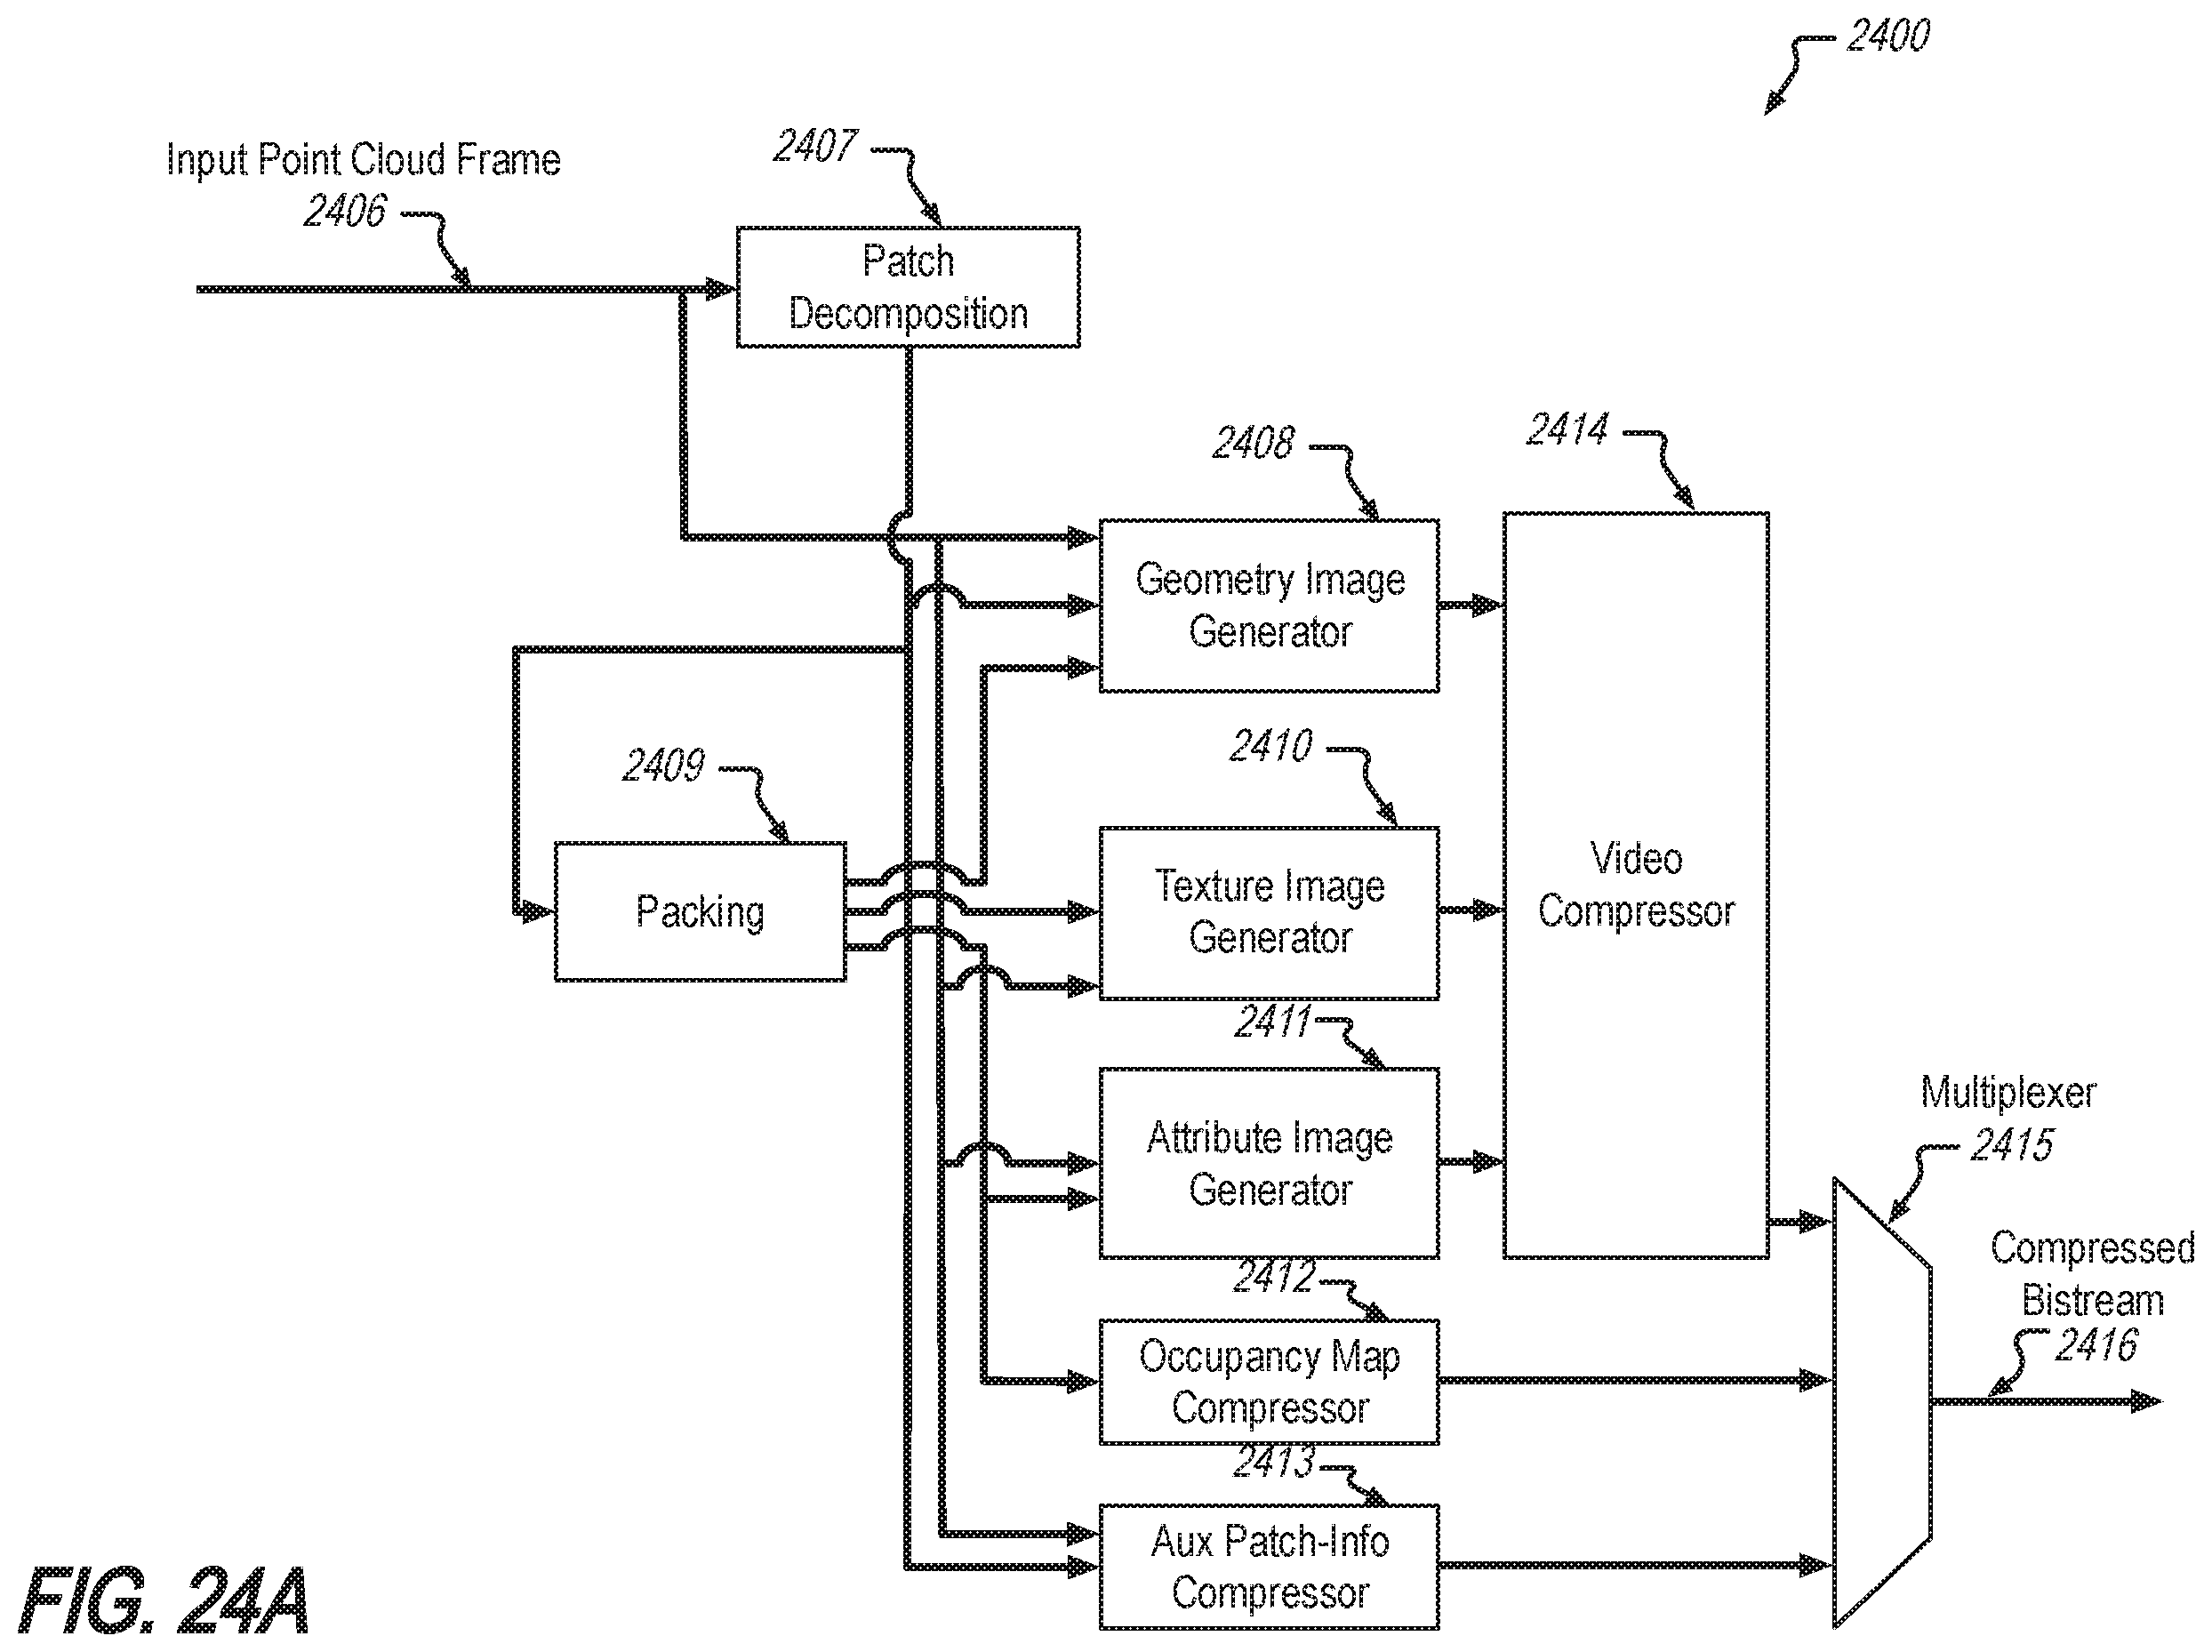 2400
Input Point Cloud Frame
2406
2407
Patch
Decomposition
2408
Geometry Image
Generator
2414
Video
Compressor
2409
Packing
2410
Texture Image
Generator
2411
Attribute Image
Generator
Multiplexer
2415
Compressed
Bistream
2416
2412
Occupancy Map
Compressor
2413
Aux Patch-Info
Compressor
FIG. 24A